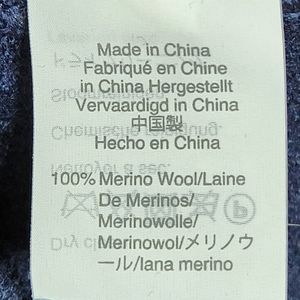 Made in China
Fabriqué en Chine
in China Hergestellt
Vervaardigd in China
中国製
Hecho en China
100% Merino Wool/Laine
De Merinos/
Merinowolle/
Merinowol/メリノウ
ール/lana merino